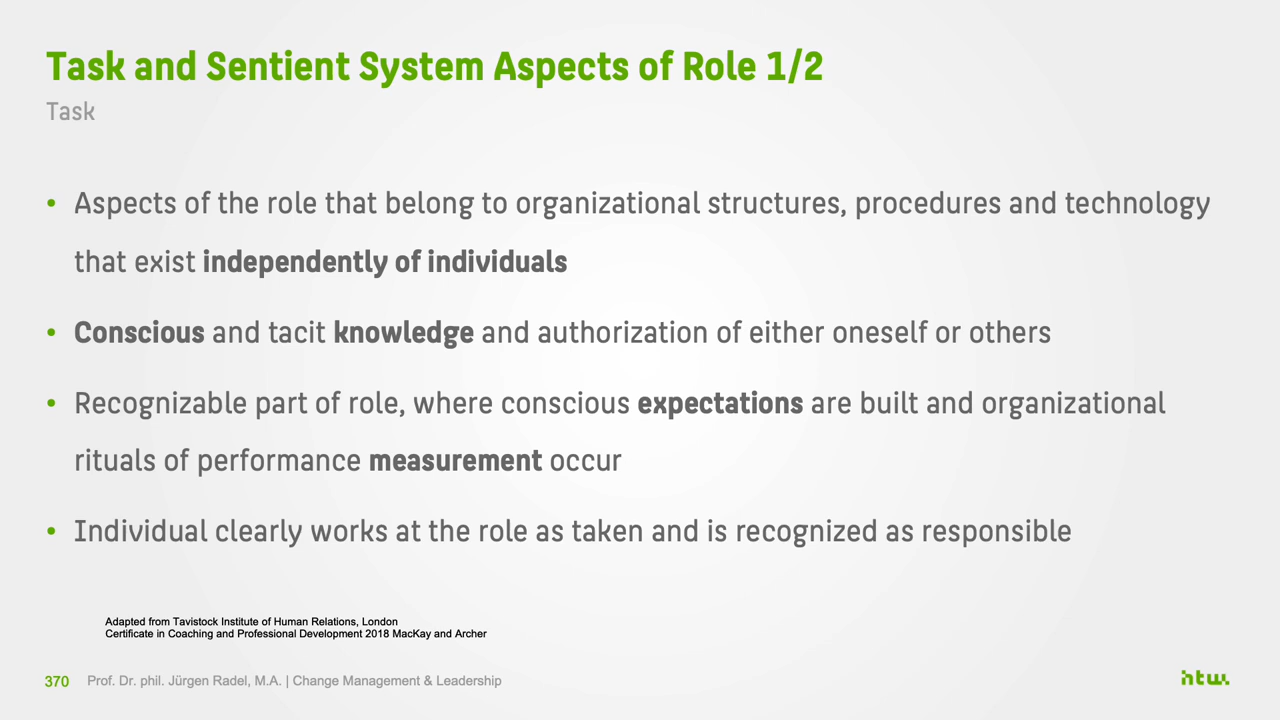 Task and Sentient System Aspects of Role 1/2
Task
• Aspects of the role that belong to organizational structures, procedures and technology
that exist independently of individuals
• Conscious and tacit knowledge and authorization of either oneself or others
• Recognizable part of role, where conscious expectations are built and organizational
rituals of performance measurement occur
• Individual clearly works at the role as taken and is recognized as responsible
Adapted from Tavistock Institute of Human Relations, London
Certificate in Coaching and Professional Development 2018 MacKay and Archer
370 Prof. Dr. phil. Jürgen Radel, M.A. | Change Management & Leadership
htw.